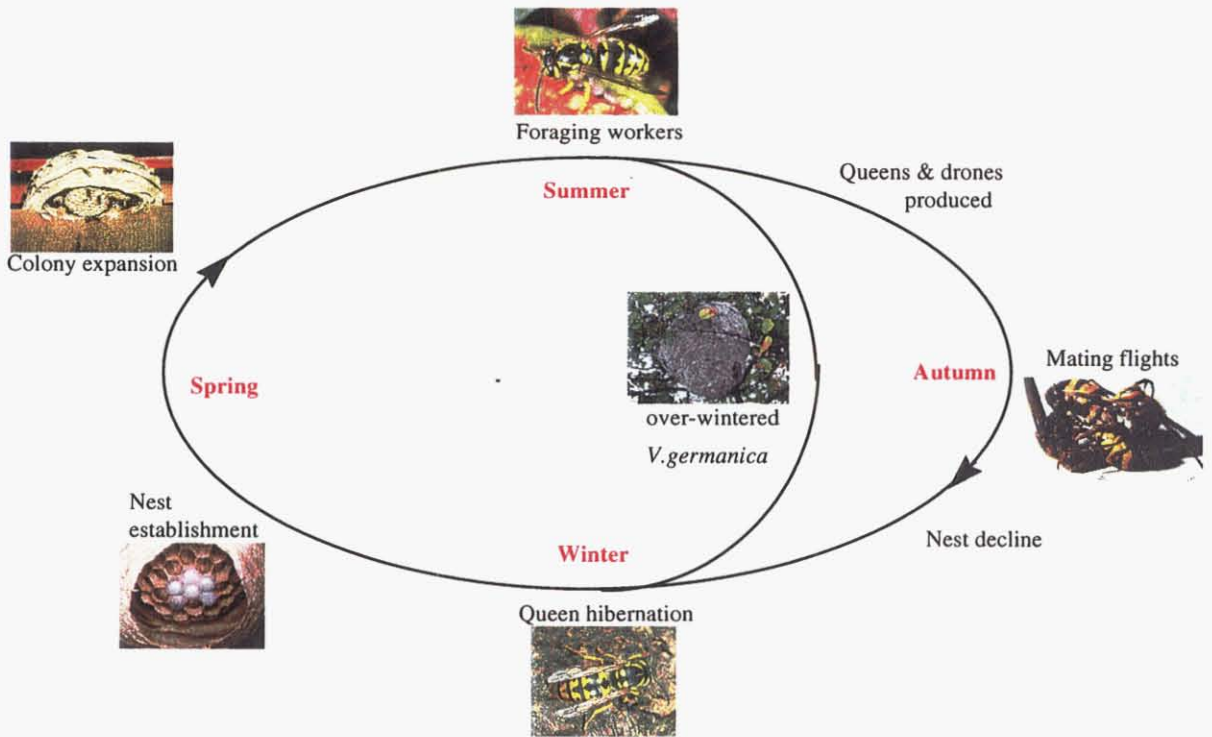 Foraging workers
Summer
Queens & drones
produced
Colony expansion
Spring
over-wintered
V.germanica
Autumn
Mating flights
Nest
establishment
Winter
Nest decline
Queen hibernation